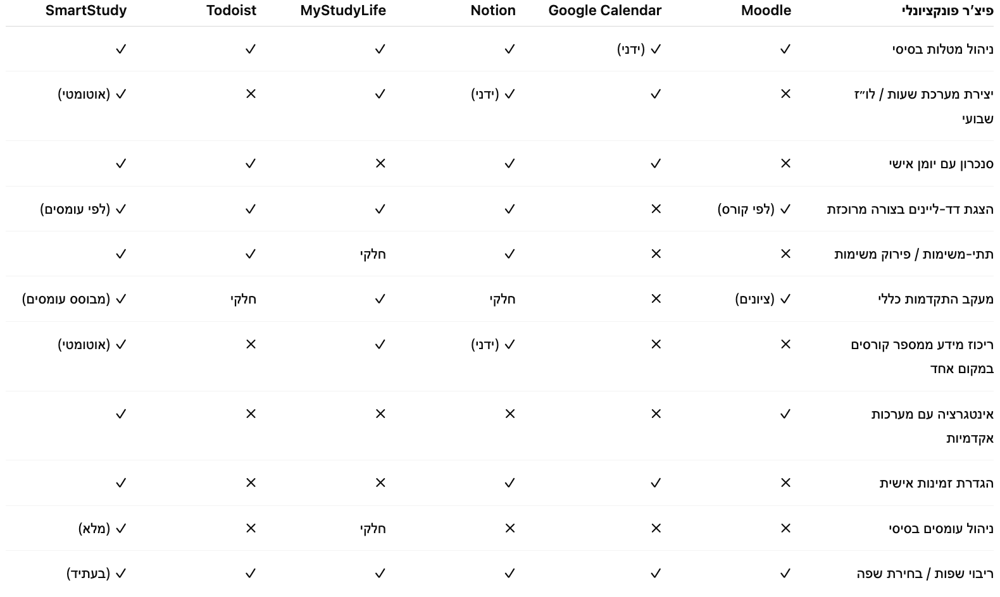 פיצ'ר פונקציונלי Moodle Google Calendar Notion MyStudyLife Todoist SmartStudy
ניהול מטלות בסיסי ✓ ✓ (ידני) ✓ ✓ ✓ ✓
יצירת מערכת שעות / לו״ז ✕ ✓ ✓ (ידני) ✓ ✕ ✓ (אוטומטי)
שבועי
סנכרון עם יומן אישי ✕ ✓ ✓ ✕ ✓ ✓
הצגת דד-ליינים בצורה מרוכזת ✓ (לפי קורס) ✕ ✓ ✓ ✓ ✓ (לפי עומסים)
תתי-משימות / פירוק משימות ✕ ✕ ✓ חלקי ✓ ✓
מעקב התקדמות כללי ✓ (ציונים) ✕ חלקי ✓ חלקי ✓ (מבוסס עומסים)
ריכוז מידע ממספר קורסים ✕ ✕ ✓ (ידני) ✓ ✕ ✓ (אוטומטי)
במקום אחד
אינטגרציה עם מערכות ✓ ✕ ✕ ✕ ✕ ✓
אקדמיות
הגדרת זמינות אישית ✕ ✓ ✓ ✕ ✕ ✓
ניהול עומסים בסיסי ✕ ✕ ✕ חלקי ✕ ✓ (מלא)
ריבוי שפות / בחירת שפה ✓ ✓ ✓ ✓ ✓ ✓ (בעתיד)